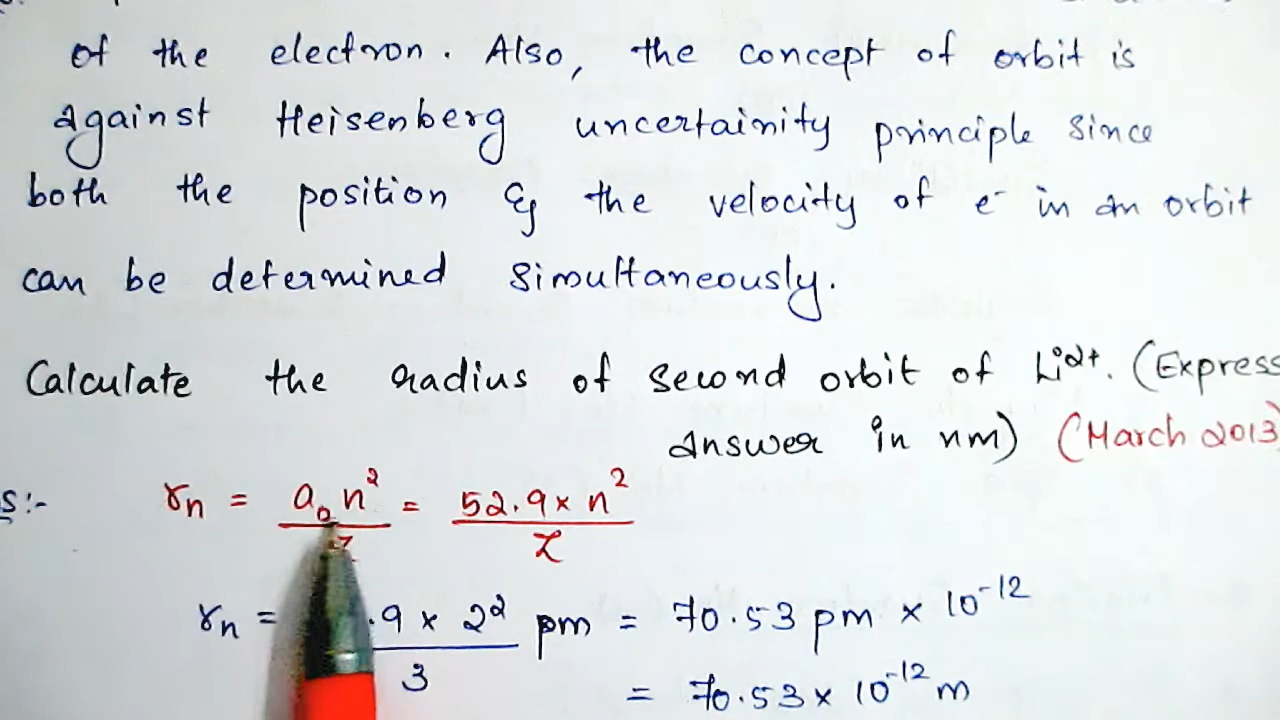 of the electron. Also, the concept of orbit is
against Heisenberg uncertainity principle since
both the position & the velocity of e⁻ in an orbit
can be determined simultaneously.
Calculate the radius of second orbit of Li²⁺. (Express
answer in nm) (March 2013)
s:- rₙ = a₀n² / Z = 52.9 × n² / Z
rₙ = .9 × 2² / 3 pm = 70.53 pm × 10⁻¹²
= 70.53 × 10⁻¹² m